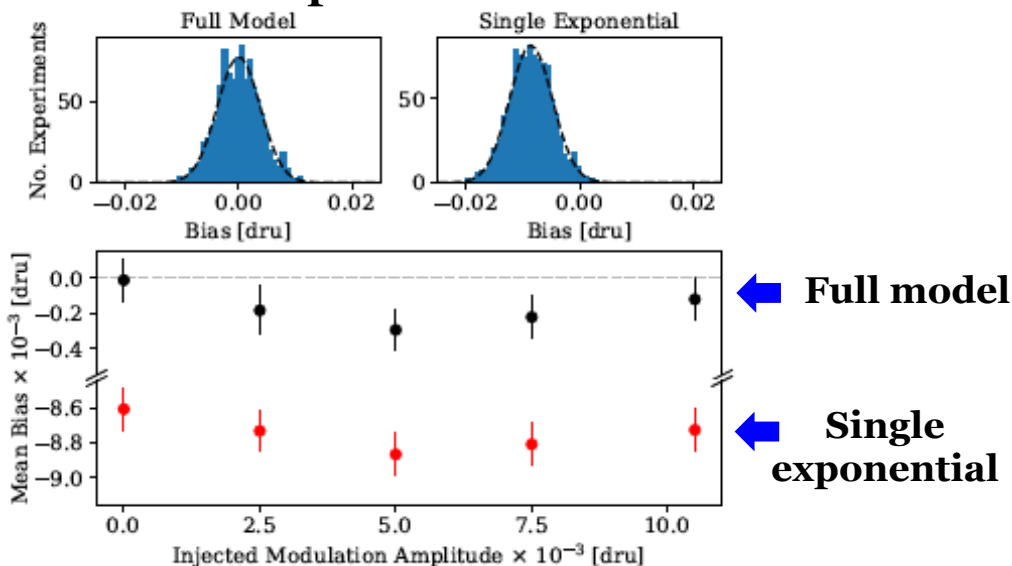 Full Model
Single Exponential
No. Experiments
50
0
50
0
−0.02 0.00 0.02
−0.02 0.00 0.02
Bias [dru]
Bias [dru]
Mean Bias × 10⁻³ [dru]
0.0
−0.2
−0.4
−8.6
−8.8
−9.0
Full model
Single
exponential
0.0 2.5 5.0 7.5 10.0
Injected Modulation Amplitude × 10⁻³ [dru]